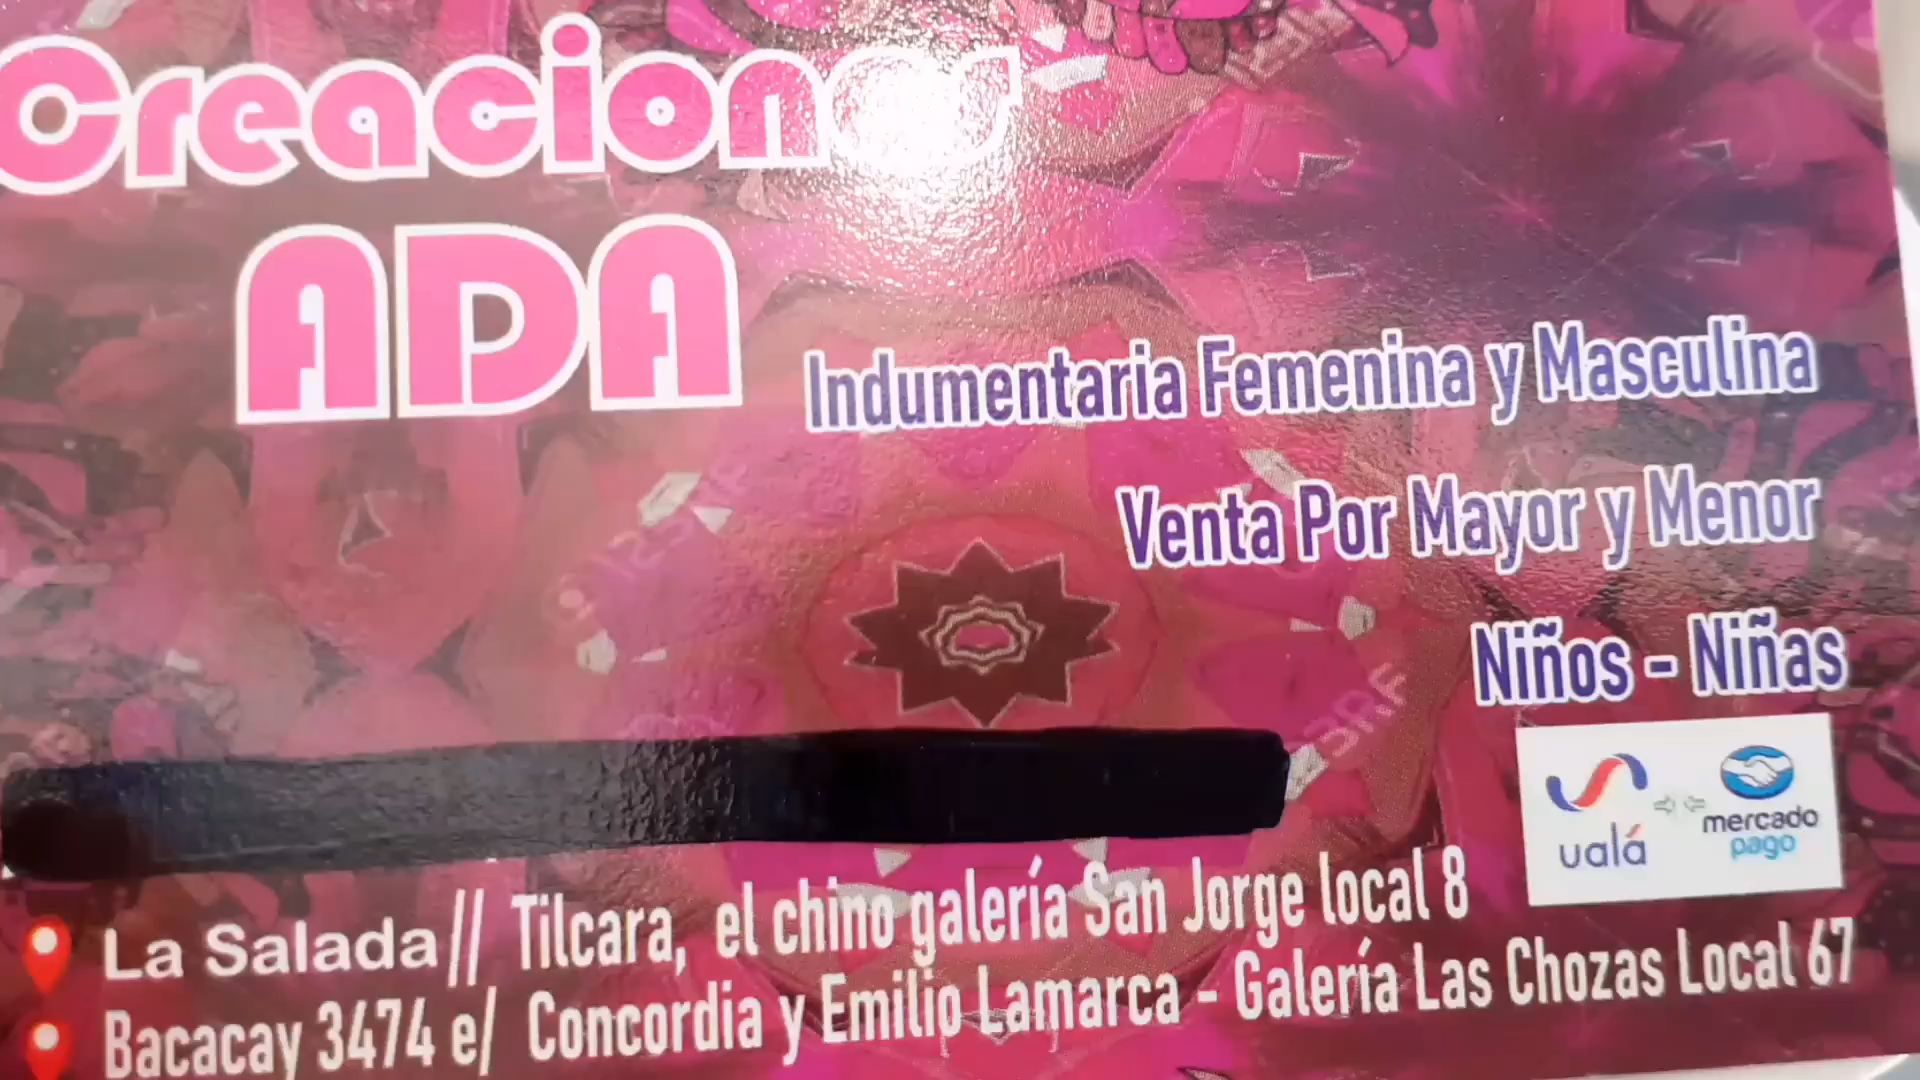 Creaciones
ADA
Indumentaria Femenina y Masculina
Venta Por Mayor y Menor
Niños - Niñas
ualá
mercado
pago
La Salada// Tilcara, el chino galería San Jorge local 8
Bacacay 3474 e/ Concordia y Emilio Lamarca - Galería Las Chozas Local 67